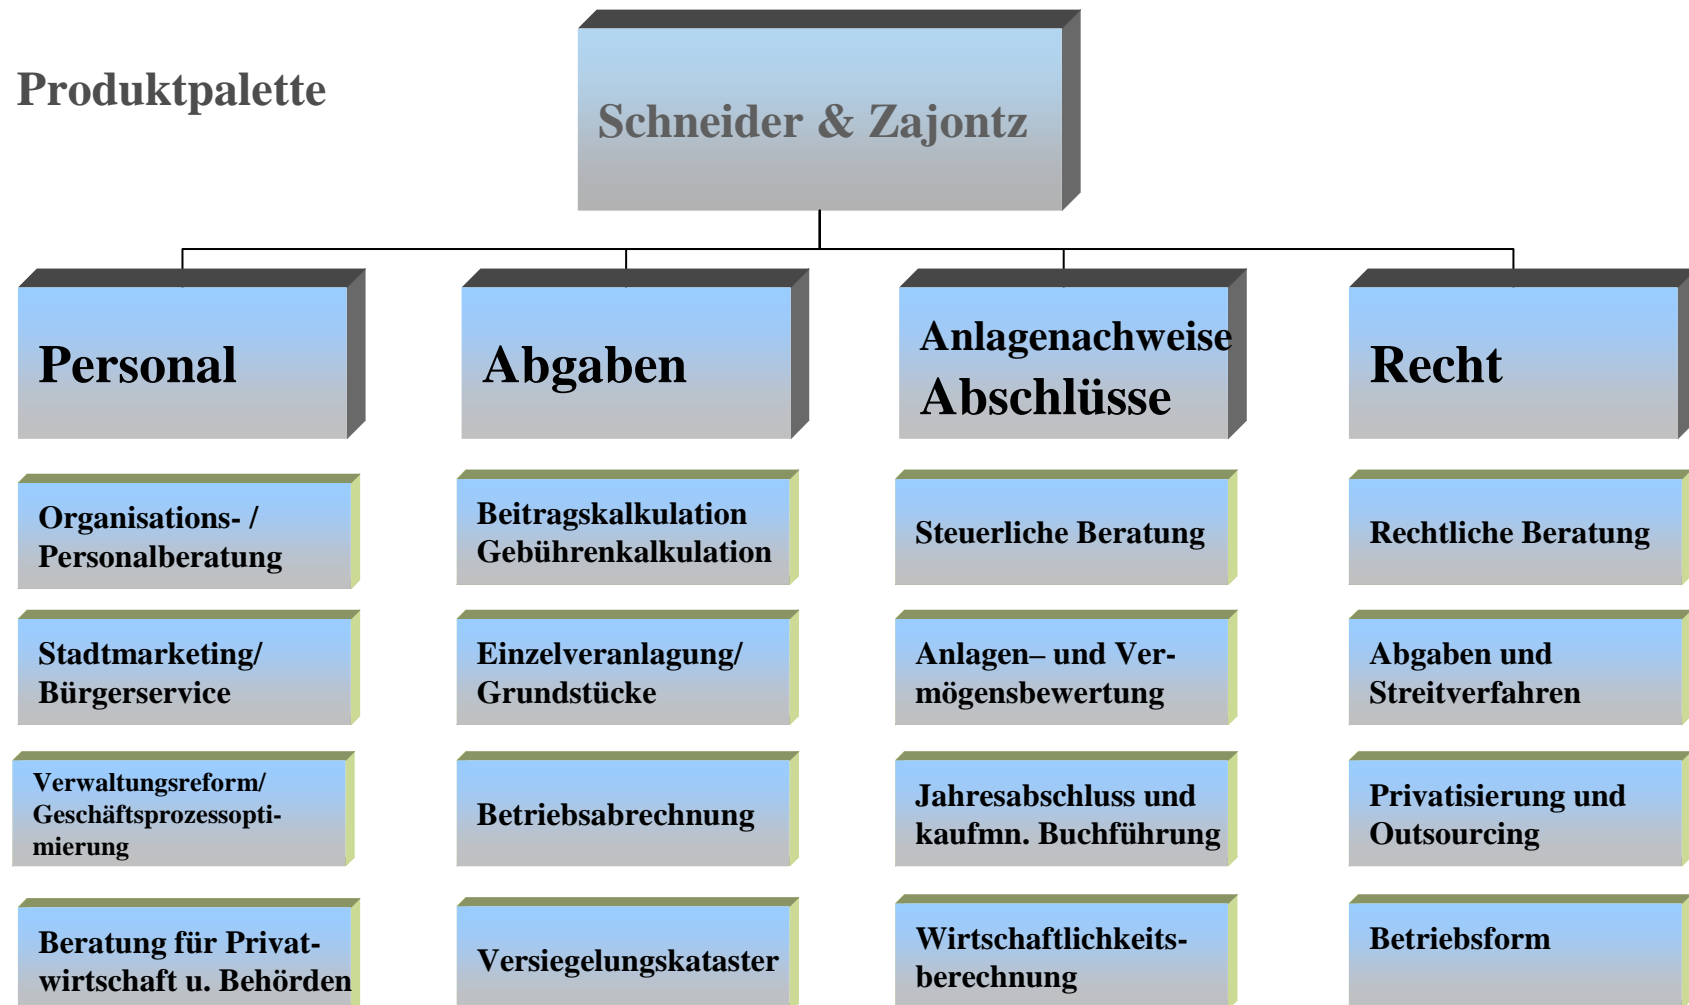 Produktpalette
Schneider & Zajontz
Personal
Abgaben
Anlagenachweise
Abschlüsse
Recht
Organisations- /
Personalberatung
Beitragskalkulation
Gebührenkalkulation
Steuerliche Beratung
Rechtliche Beratung
Stadtmarketing/
Bürgerservice
Einzelveranlagung/
Grundstücke
Anlagen– und Ver-
mögensbewertung
Abgaben und
Streitverfahren
Verwaltungsreform/
Geschäftsprozessopti-
mierung
Betriebsabrechnung
Jahresabschluss und
kaufmn. Buchführung
Privatisierung und
Outsourcing
Beratung für Privat-
wirtschaft u. Behörden
Versiegelungskataster
Wirtschaftlichkeits-
berechnung
Betriebsform